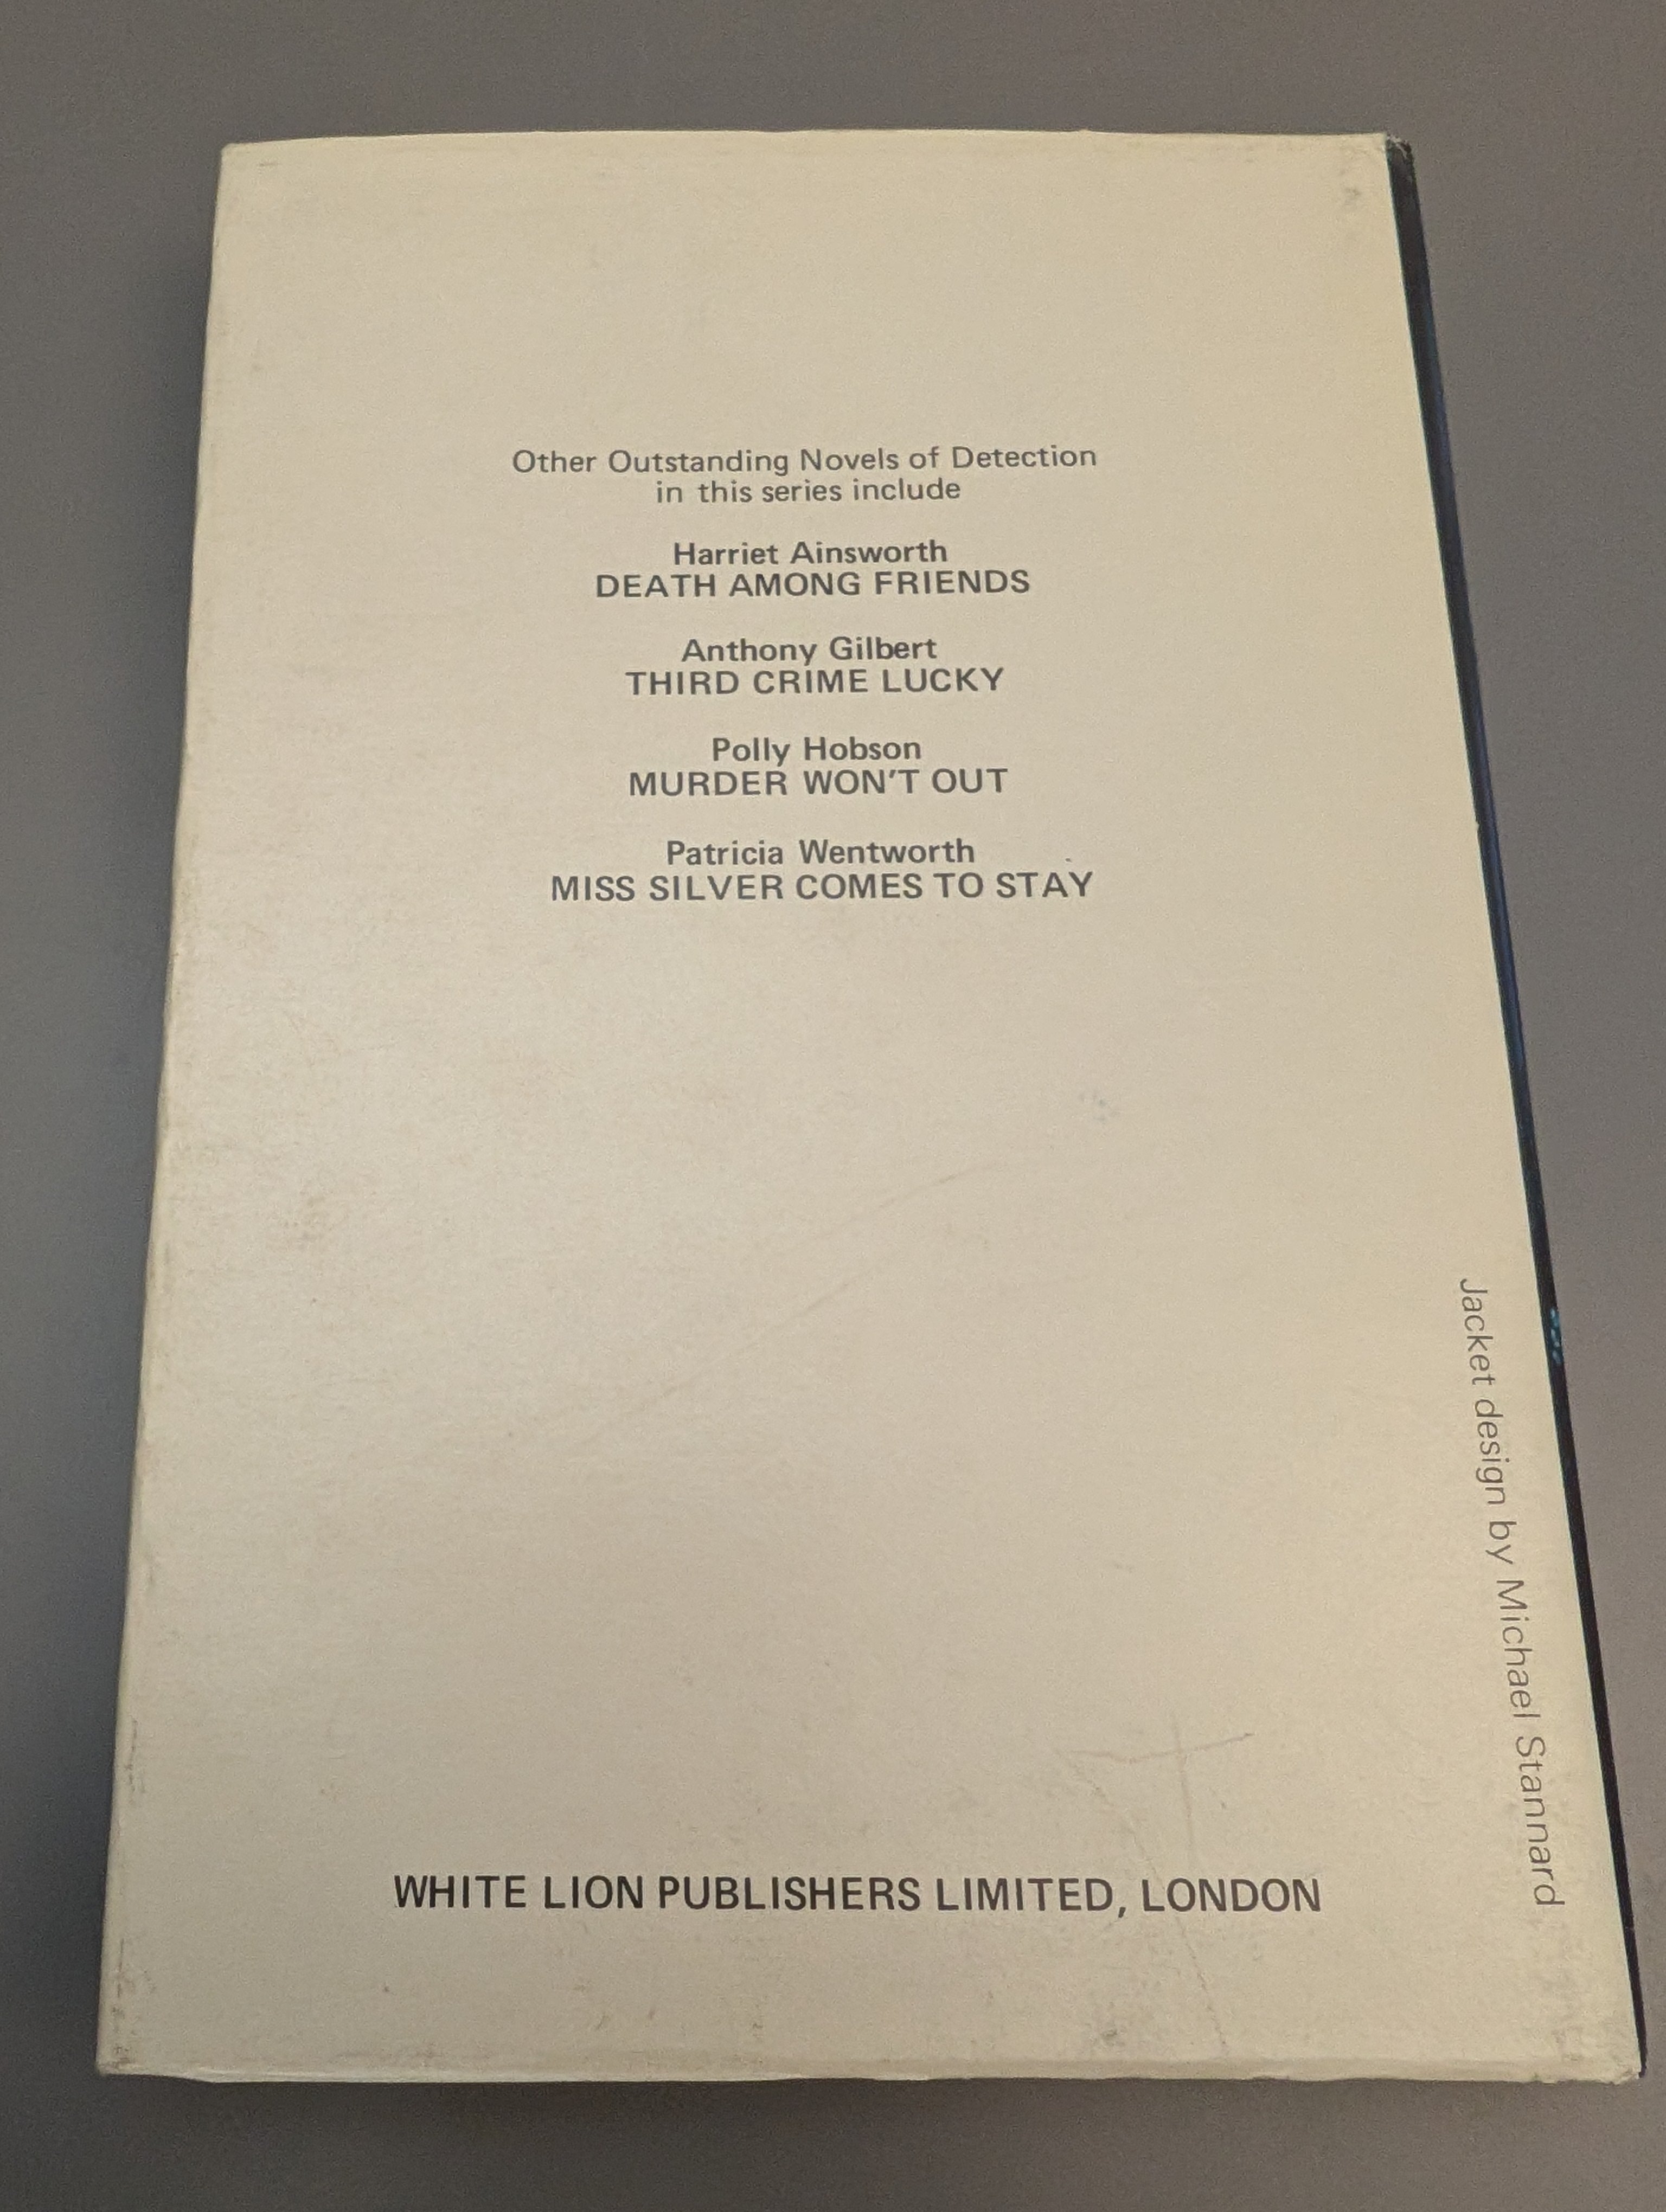 Other Outstanding Novels of Detection
in this series include
Harriet Ainsworth
DEATH AMONG FRIENDS
Anthony Gilbert
THIRD CRIME LUCKY
Polly Hobson
MURDER WON'T OUT
Patricia Wentworth
MISS SILVER COMES TO STAY
Jacket design by Michael Stannard
WHITE LION PUBLISHERS LIMITED, LONDON